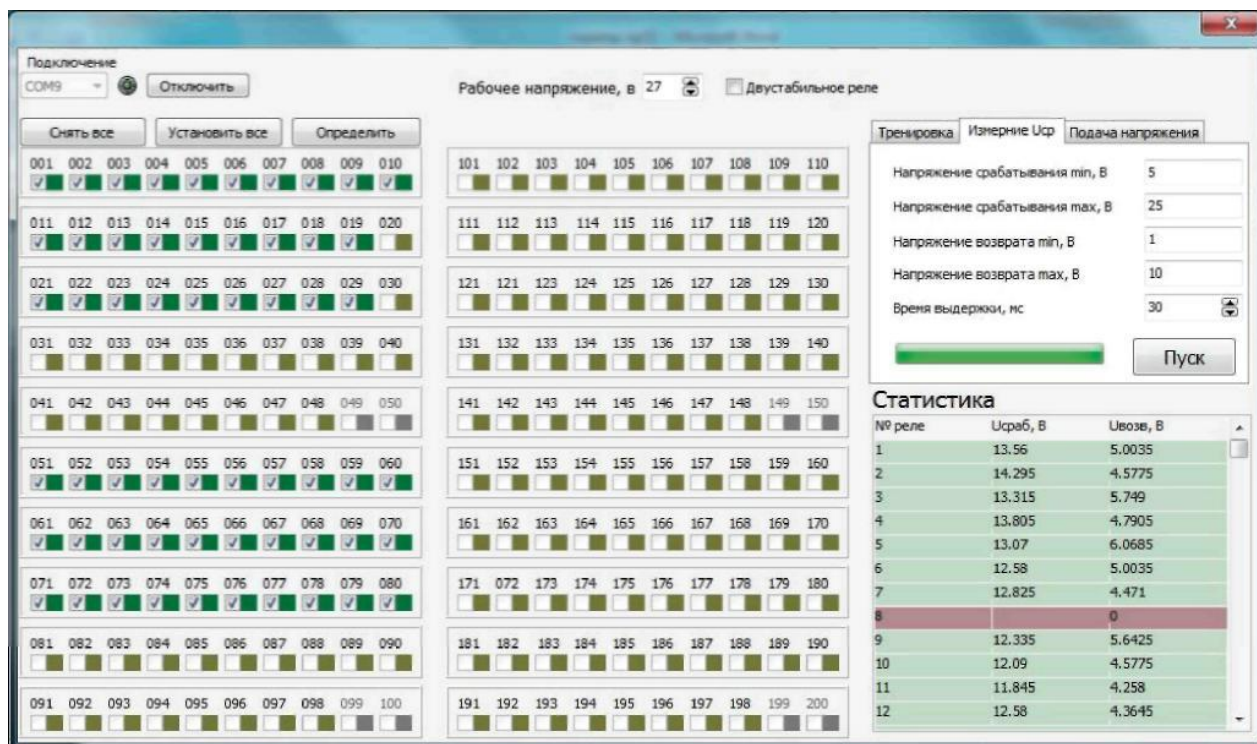 Подключение
COM9 Отключить Рабочее напряжение, в 27 Двустабильное реле
Снять все Установить все Определить
001 002 003 004 005 006 007 008 009 010
011 012 013 014 015 016 017 018 019 020
021 022 023 024 025 026 027 028 029 030
031 032 033 034 035 036 037 038 039 040
041 042 043 044 045 046 047 048 049 050
051 052 053 054 055 056 057 058 059 060
061 062 063 064 065 066 067 068 069 070
071 072 073 074 075 076 077 078 079 080
081 082 083 084 085 086 087 088 089 090
091 092 093 094 095 096 097 098 099 100
101 102 103 104 105 106 107 108 109 110
111 112 113 114 115 116 117 118 119 120
121 121 123 124 125 126 127 128 129 130
131 132 133 134 135 136 137 138 139 140
141 142 143 144 145 146 147 148 149 150
151 152 153 154 155 156 157 158 159 160
161 162 163 164 165 166 167 168 169 170
171 072 173 174 175 176 177 178 179 180
181 182 183 184 185 186 187 188 189 190
191 192 193 194 195 196 197 198 199 200
Тренировка Измерние Uср Подача напряжения
Напряжение срабатывания min, В 5
Напряжение срабатывания max, В 25
Напряжение возврата min, В 1
Напряжение возврата max, В 10
Время выдержки, мс 30
Пуск
Статистика
№ реле Uсраб, В Uвозв, В
1 13.56 5.0035
2 14.295 4.5775
3 13.315 5.749
4 13.805 4.7905
5 13.07 6.0685
6 12.58 5.0035
7 12.825 4.471
8 0
9 12.335 5.6425
10 12.09 4.5775
11 11.845 4.258
12 12.58 4.3645